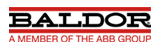 BALDOR
A MEMBER OF THE ABB GROUP